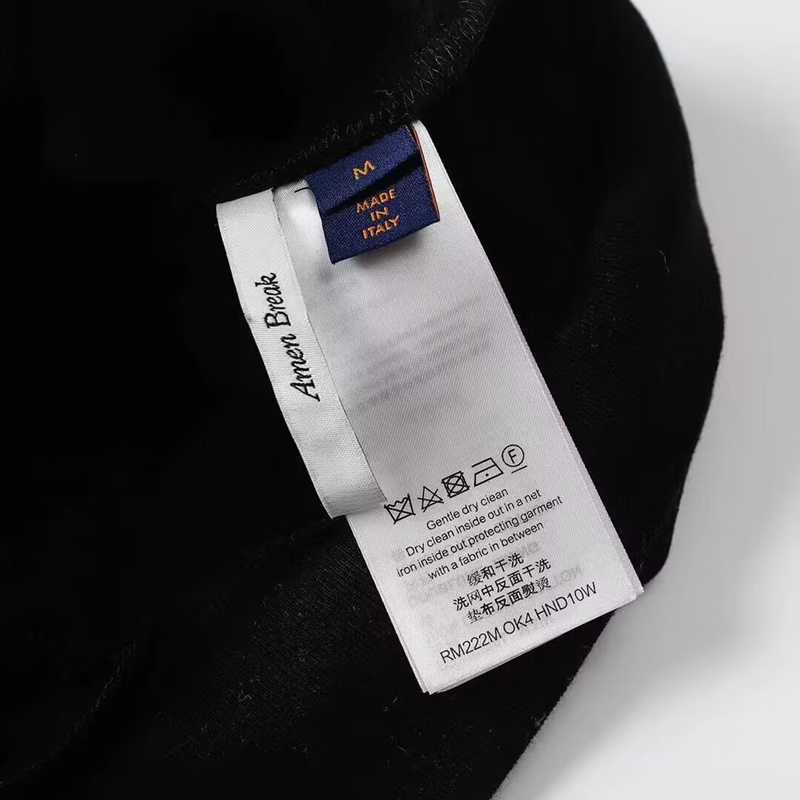 M
MADE
IN
ITALY
Amen Break
F
Gentle dry clean
Dry clean inside out in a net
iron inside out protecting garment
with a fabric in between
缓和干洗
洗网中反面干洗
垫布反面熨烫
RM222M OK4 HND10W